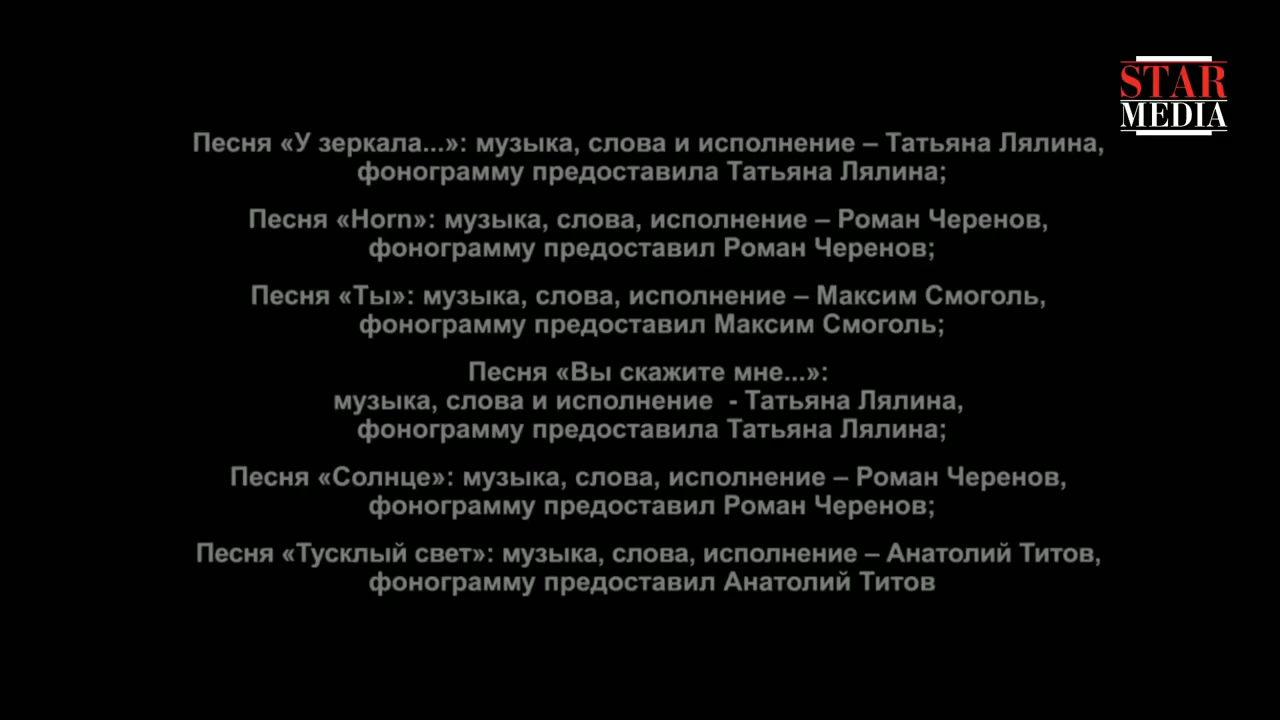 STAR
MEDIA
Песня «У зеркала...»: музыка, слова и исполнение – Татьяна Лялина,
фонограмму предоставила Татьяна Лялина;
Песня «Horn»: музыка, слова, исполнение – Роман Черенов,
фонограмму предоставил Роман Черенов;
Песня «Ты»: музыка, слова, исполнение – Максим Смоголь,
фонограмму предоставил Максим Смоголь;
Песня «Вы скажите мне...»:
музыка, слова и исполнение  - Татьяна Лялина,
фонограмму предоставила Татьяна Лялина;
Песня «Солнце»: музыка, слова, исполнение – Роман Черенов,
фонограмму предоставил Роман Черенов;
Песня «Тусклый свет»: музыка, слова, исполнение – Анатолий Титов,
фонограмму предоставил Анатолий Титов